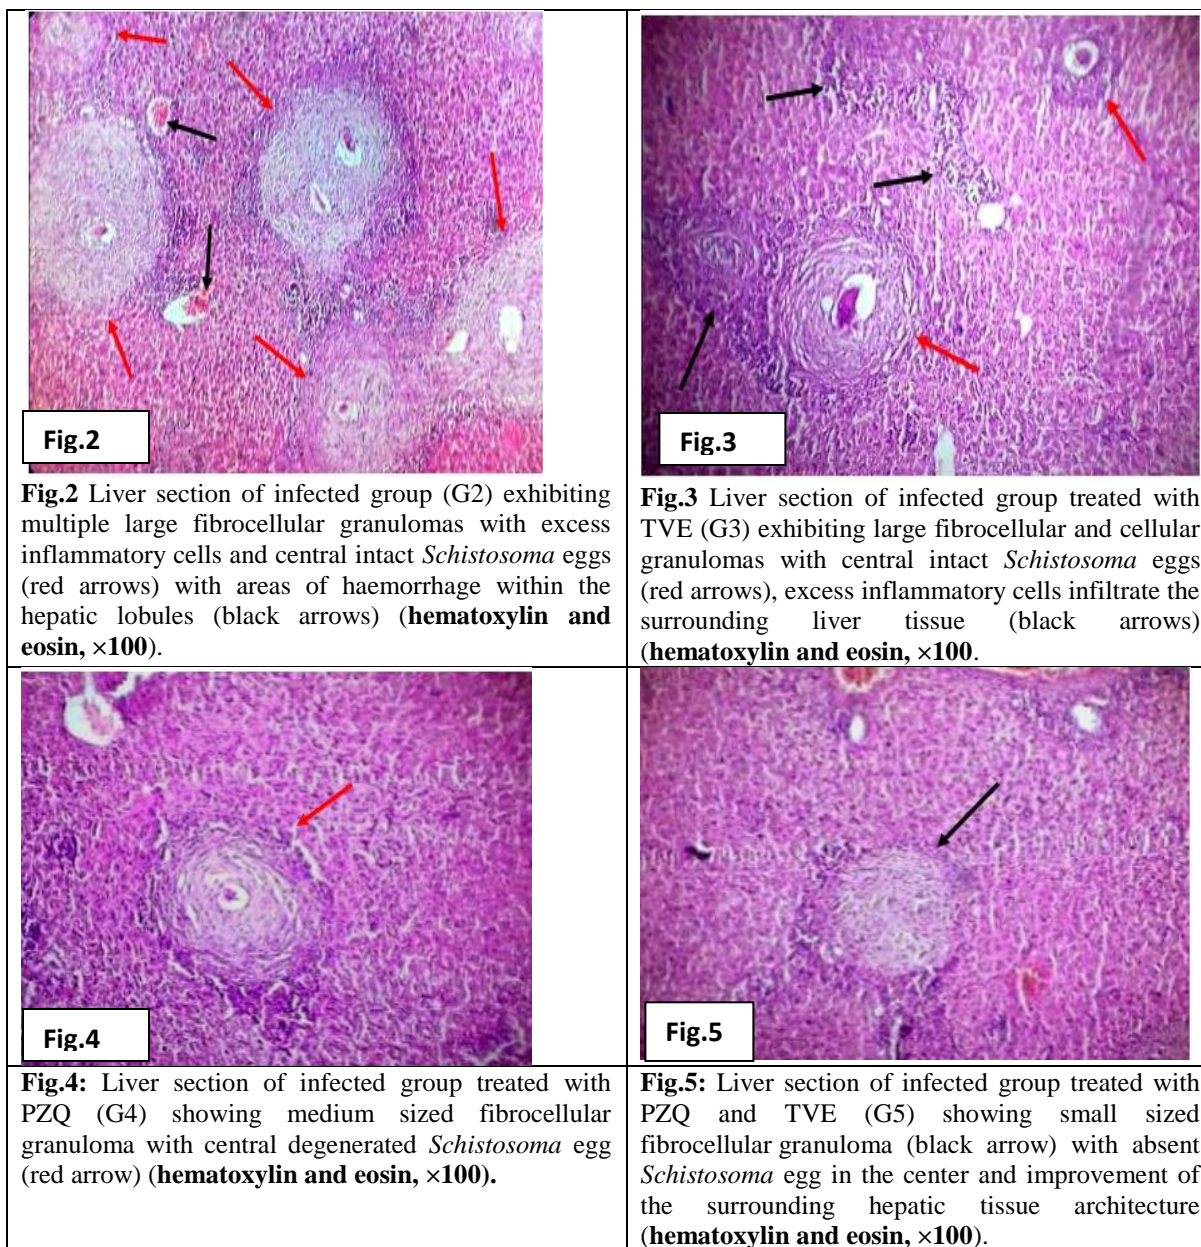 Fig.2
Fig.2 Liver section of infected group (G2) exhibiting
multiple large fibrocellular granulomas with excess
inflammatory cells and central intact Schistosoma eggs
(red arrows) with areas of haemorrhage within the
hepatic lobules (black arrows) (hematoxylin and
eosin, ×100).
Fig.3
Fig.3 Liver section of infected group treated with
TVE (G3) exhibiting large fibrocellular and cellular
granulomas with central intact Schistosoma eggs
(red arrows), excess inflammatory cells infiltrate the
surrounding liver tissue (black arrows)
(hematoxylin and eosin, ×100.
Fig.4
Fig.4: Liver section of infected group treated with
PZQ (G4) showing medium sized fibrocellular
granuloma with central degenerated Schistosoma egg
(red arrow) (hematoxylin and eosin, ×100).
Fig.5
Fig.5: Liver section of infected group treated with
PZQ and TVE (G5) showing small sized
fibrocellular granuloma (black arrow) with absent
Schistosoma egg in the center and improvement of
the surrounding hepatic tissue architecture
(hematoxylin and eosin, ×100).